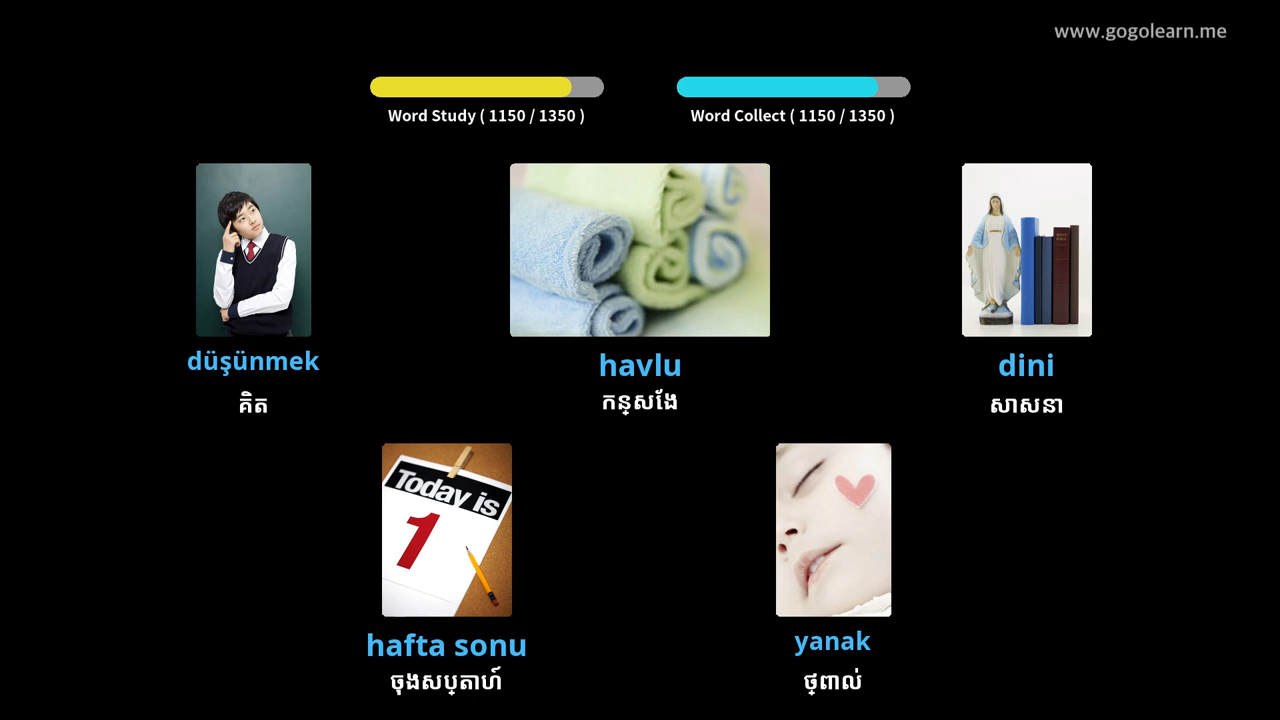 www.gogolearn.me
Word Study ( 1150 / 1350 )
Word Collect ( 1150 / 1350 )
düşünmek
គិត
havlu
កន្សែង
dini
សាសនា
Today is
1
hafta sonu
ចុងសប្តាហ៍
yanak
ថ្ពាល់